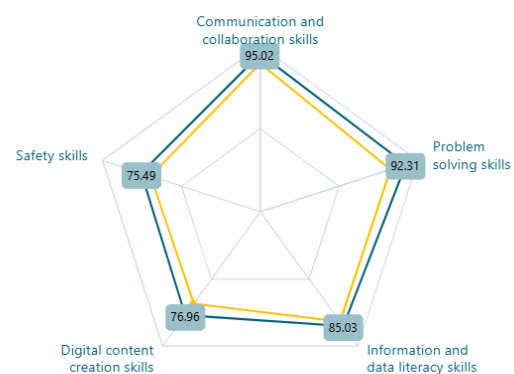 Communication and
collaboration skills
95.02
Problem
solving skills
92.31
Safety skills
75.49
76.96
85.03
Digital content
creation skills
Information and
data literacy skills